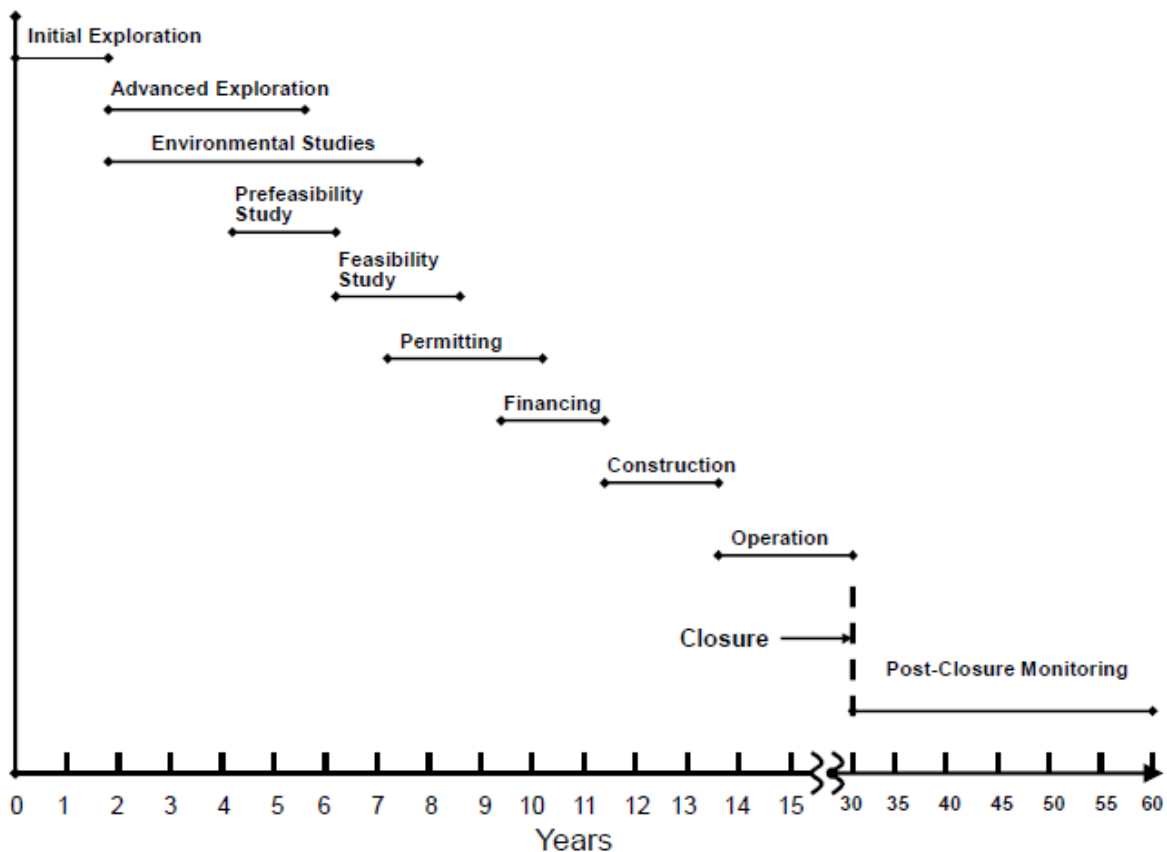 Initial Exploration
Advanced Exploration
Environmental Studies
Prefeasibility
Study
Feasibility
Study
Permitting
Financing
Construction
Operation
Closure
Post-Closure Monitoring
0 1 2 3 4 5 6 7 8 9 10 11 12 13 14 15 30 35 40 45 50 55 60
Years